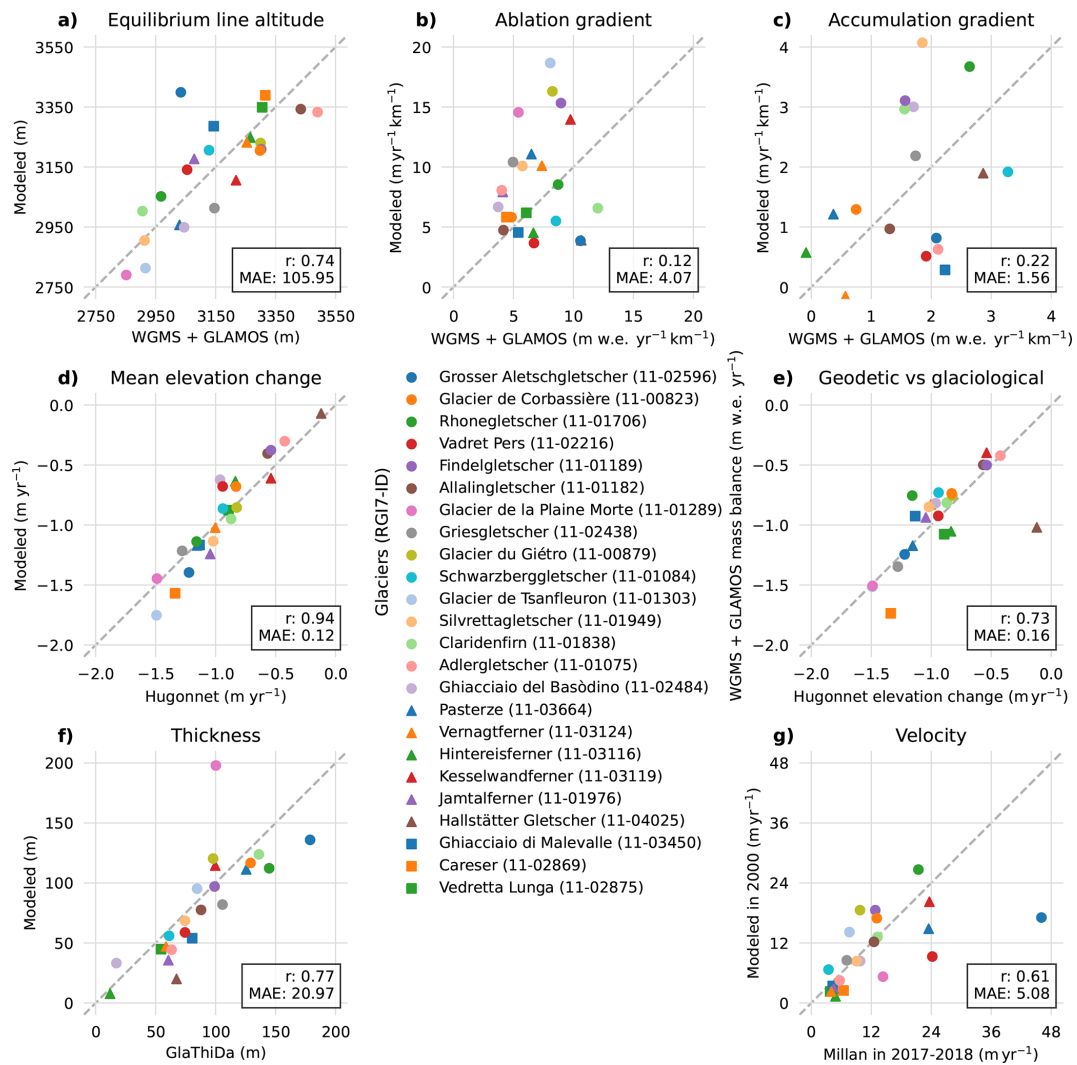 a) Equilibrium line altitude
3550
3350
3150
2950
2750
Modeled (m)
r: 0.74
MAE: 105.95
2750 2950 3150 3350 3550
WGMS + GLAMOS (m)
b) Ablation gradient
20
15
10
5
0
Modeled (m yr⁻¹ km⁻¹)
r: 0.12
MAE: 4.07
0 5 10 15 20
WGMS + GLAMOS (m w.e. yr⁻¹ km⁻¹)
c) Accumulation gradient
4
3
2
1
0
Modeled (m yr⁻¹ km⁻¹)
r: 0.22
MAE: 1.56
0 1 2 3 4
WGMS + GLAMOS (m w.e. yr⁻¹ km⁻¹)
d) Mean elevation change
0.0
−0.5
−1.0
−1.5
−2.0
Modeled (m yr⁻¹)
r: 0.94
MAE: 0.12
−2.0 −1.5 −1.0 −0.5 0.0
Hugonnet (m yr⁻¹)
Glaciers (RGI7-ID)
Grosser Aletschgletscher (11-02596)
Glacier de Corbassière (11-00823)
Rhonegletscher (11-01706)
Vadret Pers (11-02216)
Findelgletscher (11-01189)
Allalingletscher (11-01182)
Glacier de la Plaine Morte (11-01289)
Griesgletscher (11-02438)
Glacier du Giétro (11-00879)
Schwarzberggletscher (11-01084)
Glacier de Tsanfleuron (11-01303)
Silvrettagletscher (11-01949)
Claridenfirn (11-01838)
Adlergletscher (11-01075)
Ghiacciaio del Basòdino (11-02484)
Pasterze (11-03664)
Vernagtferner (11-03124)
Hintereisferner (11-03116)
Kesselwandferner (11-03119)
Jamtalferner (11-01976)
Hallstätter Gletscher (11-04025)
Ghiacciaio di Malevalle (11-03450)
Careser (11-02869)
Vedretta Lunga (11-02875)
e) Geodetic vs glaciological
0.0
−0.5
−1.0
−1.5
−2.0
WGMS + GLAMOS mass balance (m w.e. yr⁻¹)
r: 0.73
MAE: 0.16
−2.0 −1.5 −1.0 −0.5 0.0
Hugonnet elevation change (m yr⁻¹)
f) Thickness
200
150
100
50
0
Modeled (m)
r: 0.77
MAE: 20.97
0 50 100 150 200
GlaThiDa (m)
g) Velocity
48
36
24
12
0
Modeled in 2000 (m yr⁻¹)
r: 0.61
MAE: 5.08
0 12 24 36 48
Millan in 2017-2018 (m yr⁻¹)